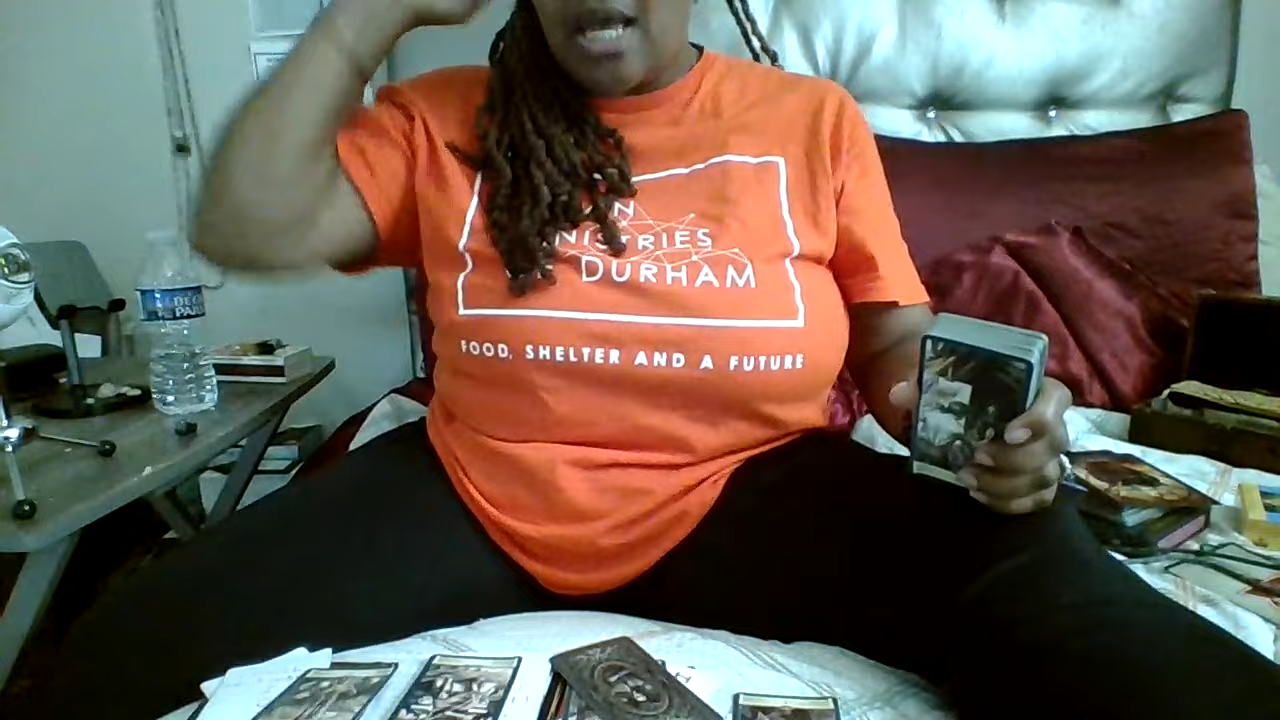 NISTRIES
DURHAM
FOOD, SHELTER AND A FUTURE